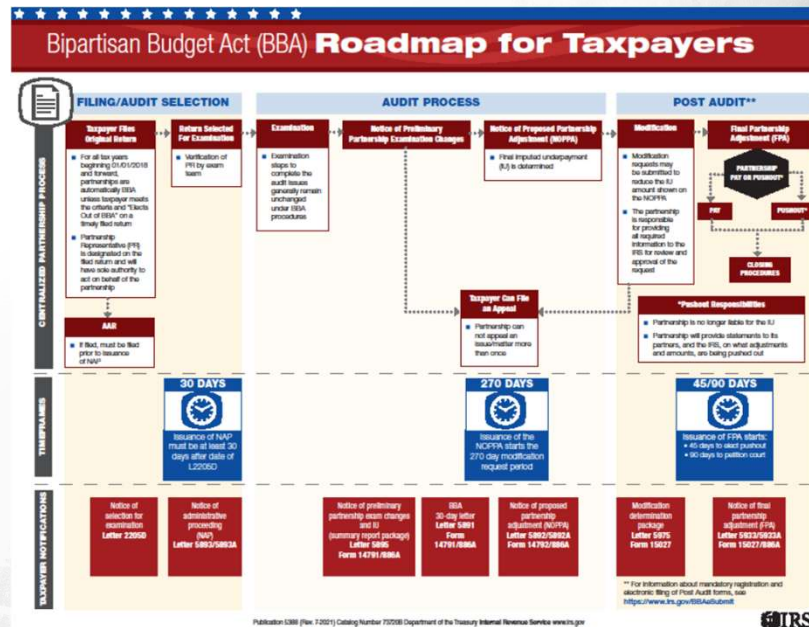 Bipartisan Budget Act (BBA) Roadmap for Taxpayers
FILING/AUDIT SELECTION
AUDIT PROCESS
POST AUDIT**
CENTRALIZED PARTNERSHIP PROCESS
Taxpayer Files
Original Return
■ For all tax years
beginning 01/01/2018
and forward,
partnerships are
automatically BBA
unless taxpayer meets
the criteria and "Elects
Out of BBA" on a
timely filed return
■ Partnership
Representative (PR)
is designated on the
filed return and will
have sole authority to
act on behalf of the
partnership
AAR
■ If filed, must be filed
prior to issuance
of NAP
Return Selected
For Examination
■ Verification of
PR by exam
team
Examination
■ Examination
steps to
complete the
audit issues
generally remain
unchanged
under BBA
procedures
Notice of Preliminary
Partnership Examination Changes
Notice of Proposed Partnership
Adjustment (NOPPA)
■ Final imputed underpayment
(IU) is determined
Taxpayer Can File
an Appeal
■ Partnership can
not appeal an
issue/matter more
than once
Modification
■ Modification
requests may
be submitted to
reduce the IU
amount shown on
the NOPPA
■ The partnership
is responsible
for providing
all required
information to the
IRS for review and
approval of the
request
Final Partnership
Adjustment (FPA)
PARTNERSHIP
PAY OR PUSHOUT*
PAY
PUSHOUT*
CLOSING
PROCEDURES
*Pushout Responsibilities
■ Partnership is no longer liable for the IU
■ Partnership will provide statements to its
partners, and the IRS, on what adjustments
and amounts, are being pushed out
TIMEFRAMES
30 DAYS
Issuance of NAP
must be at least 30
days after date of
L2205D
270 DAYS
Issuance of the
NOPPA starts the
270 day modification
request period
45/90 DAYS
Issuance of FPA starts:
• 45 days to elect pushout
• 90 days to petition court
TAXPAYER NOTIFICATIONS
Notice of
selection for
examination
Letter 2205D
Notice of
administrative
proceeding
(NAP)
Letter 5893/5893A
Notice of preliminary
partnership exam changes
and IU
(summary report package)
Letter 5895
Form 14791/886A
BBA
30-day letter
Letter 5891
Form
14791/886A
Notice of proposed
partnership
adjustment (NOPPA)
Letter 5892/5892A
Form 14792/886A
Modification
determination
package
Letter 5975
Form 15027
Notice of final
partnership
adjustment (FPA)
Letter 5933/5933A
Form 15027/886A
** For information about mandatory registration and
electronic filing of Post Audit forms, see
https://www.irs.gov/BBAeSubmit
Publication 5388 (Rev. 7-2021) Catalog Number 73720B Department of the Treasury Internal Revenue Service www.irs.gov
IRS